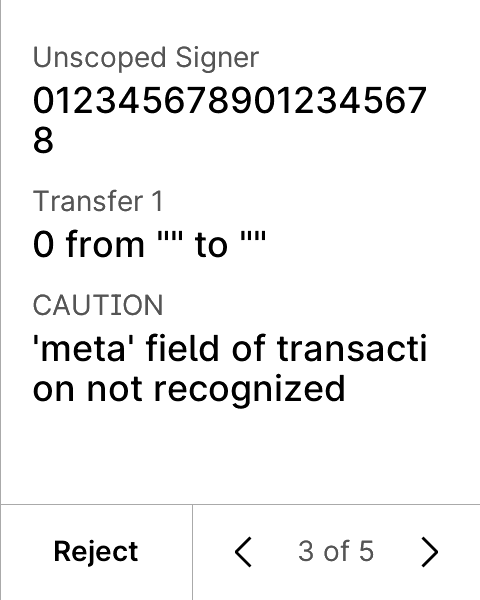 Unscoped Signer
012345678901234567
8
Transfer 1
0 from "" to ""
CAUTION
'meta' field of transacti
on not recognized
Reject
3 of 5